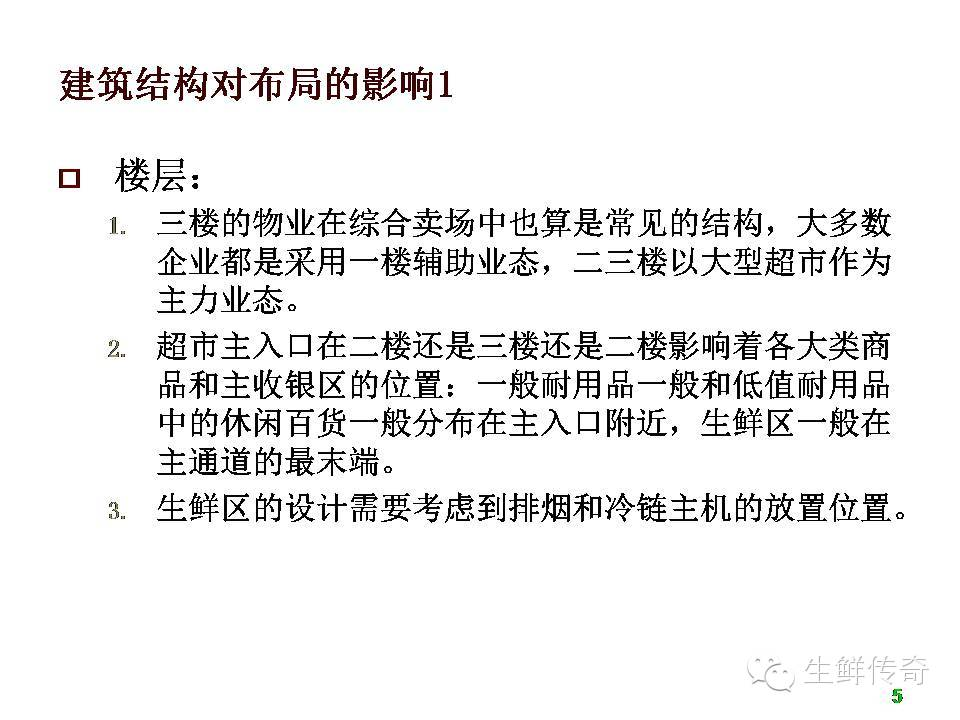 建筑结构对布局的影响1
楼层：
1. 三楼的物业在综合卖场中也算是常见的结构，大多数
企业都是采用一楼辅助业态，二三楼以大型超市作为
主力业态。
2. 超市主入口在二楼还是三楼还是二楼影响着各大类商
品和主收银区的位置：一般耐用品一般和低值耐用品
中的休闲百货一般分布在主入口附近，生鲜区一般在
主通道的最末端。
3. 生鲜区的设计需要考虑到排烟和冷链主机的放置位置。
生鲜传奇
5